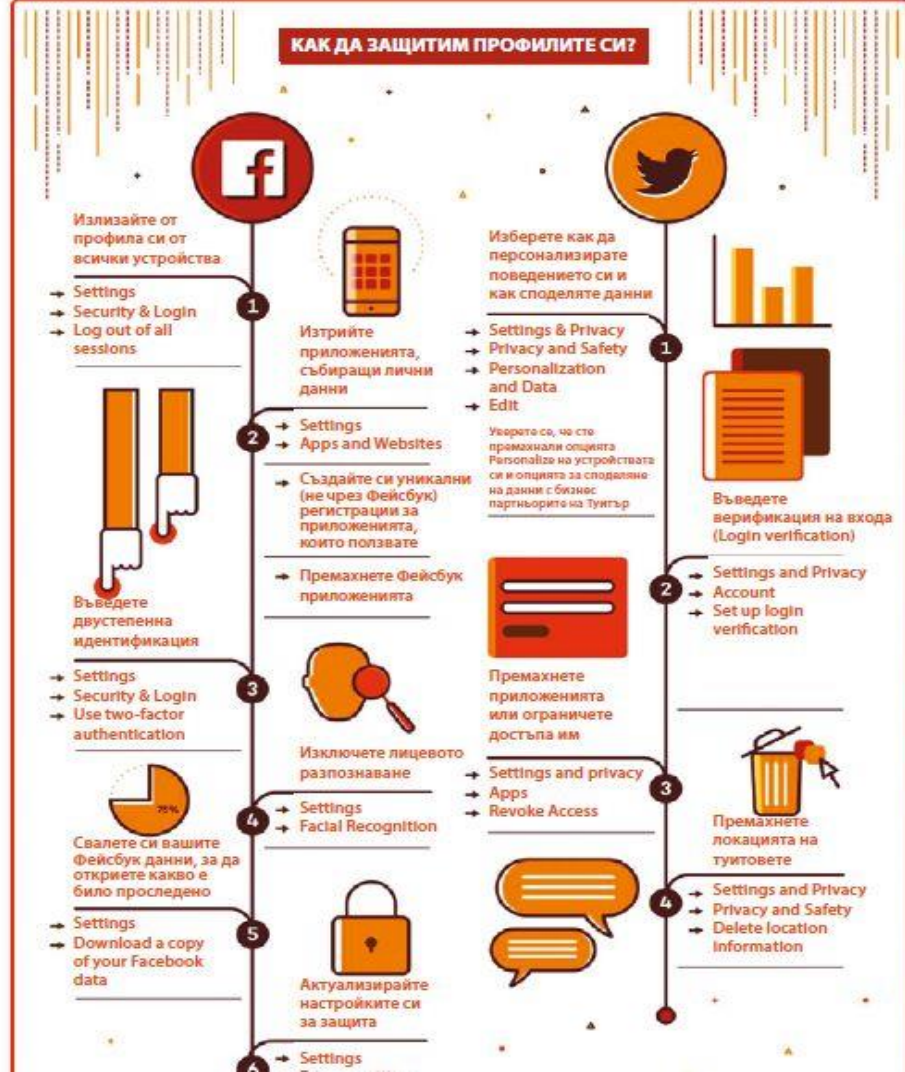 КАК ДА ЗАЩИТИМ ПРОФИЛИТЕ СИ?
Излизайте от
профила си от
всички устройства
→ Settings
→ Security & Login
→ Log out of all
sessions
1
Изтрийте
приложенията,
събиращи лични
данни
2
→ Settings
→ Apps and Websites
→ Създайте си уникални
(не чрез Фейсбук)
регистрации за
приложенията,
които ползвате
→ Премахнете Фейсбук
приложенията
Въведете
двустепенна
идентификация
→ Settings
→ Security & Login
→ Use two-factor
authentication
3
Изключете лицевото
разпознаване
4
→ Settings
→ Facial Recognition
75%
Свалете си вашите
Фейсбук данни, за да
откриете какво е
било проследено
→ Settings
→ Download a copy
of your Facebook
data
5
Актуализирайте
настройките си
за защита
6
→ Settings
Изберете как да
персонализирате
поведението си и
как споделяте данни
→ Settings & Privacy
→ Privacy and Safety
→ Personalization
and Data
→ Edit
1
Уверете се, че сте
премахнали опцията
Personalize на устройствата
си и опцията за споделяне
на данни с бизнес
партньорите на Туитър
Въведете
верификация на входа
(Login verification)
2
→ Settings and Privacy
→ Account
→ Set up login
verification
Премахнете
приложенията
или ограничете
достъпа им
→ Settings and privacy
→ Apps
→ Revoke Access
3
Премахнете
локацията на
туитовете
4
→ Settings and Privacy
→ Privacy and Safety
→ Delete location
information